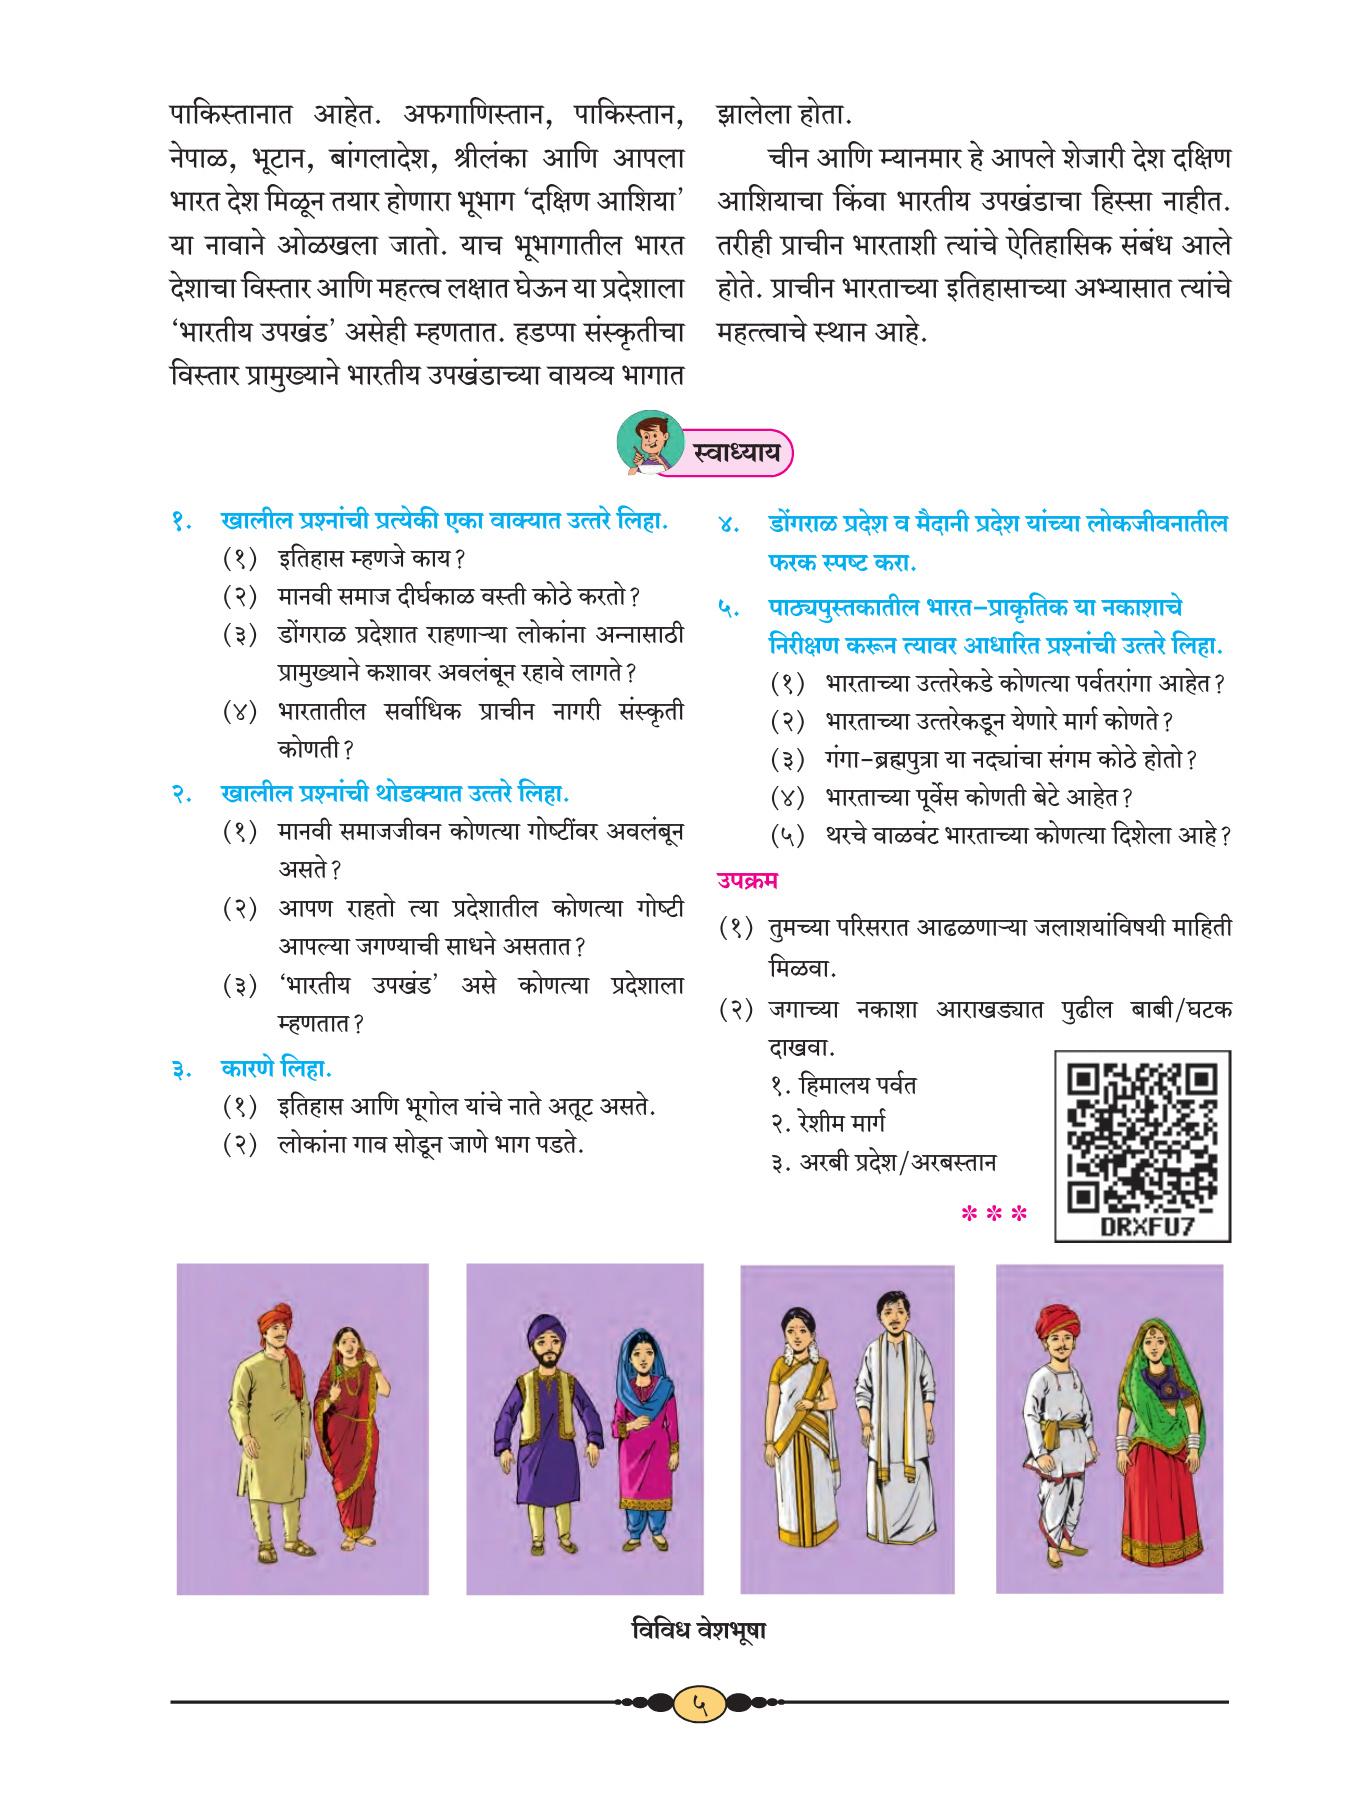 पाकिस्तानात आहेत. अफगाणिस्तान, पाकिस्तान,
नेपाळ, भूटान, बांगलादेश, श्रीलंका आणि आपला
भारत देश मिळून तयार होणारा भूभाग ‘दक्षिण आशिया’
या नावाने ओळखला जातो. याच भूभागातील भारत
देशाचा विस्तार आणि महत्त्व लक्षात घेऊन या प्रदेशाला
‘भारतीय उपखंड’ असेही म्हणतात. हडप्पा संस्कृतीचा
विस्तार प्रामुख्याने भारतीय उपखंडाच्या वायव्य भागात
झालेला होता.
चीन आणि म्यानमार हे आपले शेजारी देश दक्षिण
आशियाचा किंवा भारतीय उपखंडाचा हिस्सा नाहीत.
तरीही प्राचीन भारताशी त्यांचे ऐतिहासिक संबंध आले
होते. प्राचीन भारताच्या इतिहासाच्या अभ्यासात त्यांचे
महत्त्वाचे स्थान आहे.
स्वाध्याय
१. खालील प्रश्नांची प्रत्येकी एका वाक्यात उत्तरे लिहा.
(१) इतिहास म्हणजे काय?
(२) मानवी समाज दीर्घकाळ वस्ती कोठे करतो?
(३) डोंगराळ प्रदेशात राहणाऱ्या लोकांना अन्नासाठी
प्रामुख्याने कशावर अवलंबून रहावे लागते?
(४) भारतातील सर्वाधिक प्राचीन नागरी संस्कृती
कोणती?
२. खालील प्रश्नांची थोडक्यात उत्तरे लिहा.
(१) मानवी समाजजीवन कोणत्या गोष्टींवर अवलंबून
असते?
(२) आपण राहतो त्या प्रदेशातील कोणत्या गोष्टी
आपल्या जगण्याची साधने असतात?
(३) ‘भारतीय उपखंड’ असे कोणत्या प्रदेशाला
म्हणतात?
३. कारणे लिहा.
(१) इतिहास आणि भूगोल यांचे नाते अतूट असते.
(२) लोकांना गाव सोडून जाणे भाग पडते.
४. डोंगराळ प्रदेश व मैदानी प्रदेश यांच्या लोकजीवनातील
फरक स्पष्ट करा.
५. पाठ्यपुस्तकातील भारत-प्राकृतिक या नकाशाचे
निरीक्षण करून त्यावर आधारित प्रश्नांची उत्तरे लिहा.
(१) भारताच्या उत्तरेकडे कोणत्या पर्वतरांगा आहेत?
(२) भारताच्या उत्तरेकडून येणारे मार्ग कोणते?
(३) गंगा-ब्रह्मपुत्रा या नद्यांचा संगम कोठे होतो?
(४) भारताच्या पूर्वेस कोणती बेटे आहेत?
(५) थरचे वाळवंट भारताच्या कोणत्या दिशेला आहे?
उपक्रम
(१) तुमच्या परिसरात आढळणाऱ्या जलाशयांविषयी माहिती
मिळवा.
(२) जगाच्या नकाशा आराखड्यात पुढील बाबी/घटक
दाखवा.
१. हिमालय पर्वत
२. रेशीम मार्ग
३. अरबी प्रदेश/अरबस्तान
***
DRXFU7
विविध वेशभूषा
५